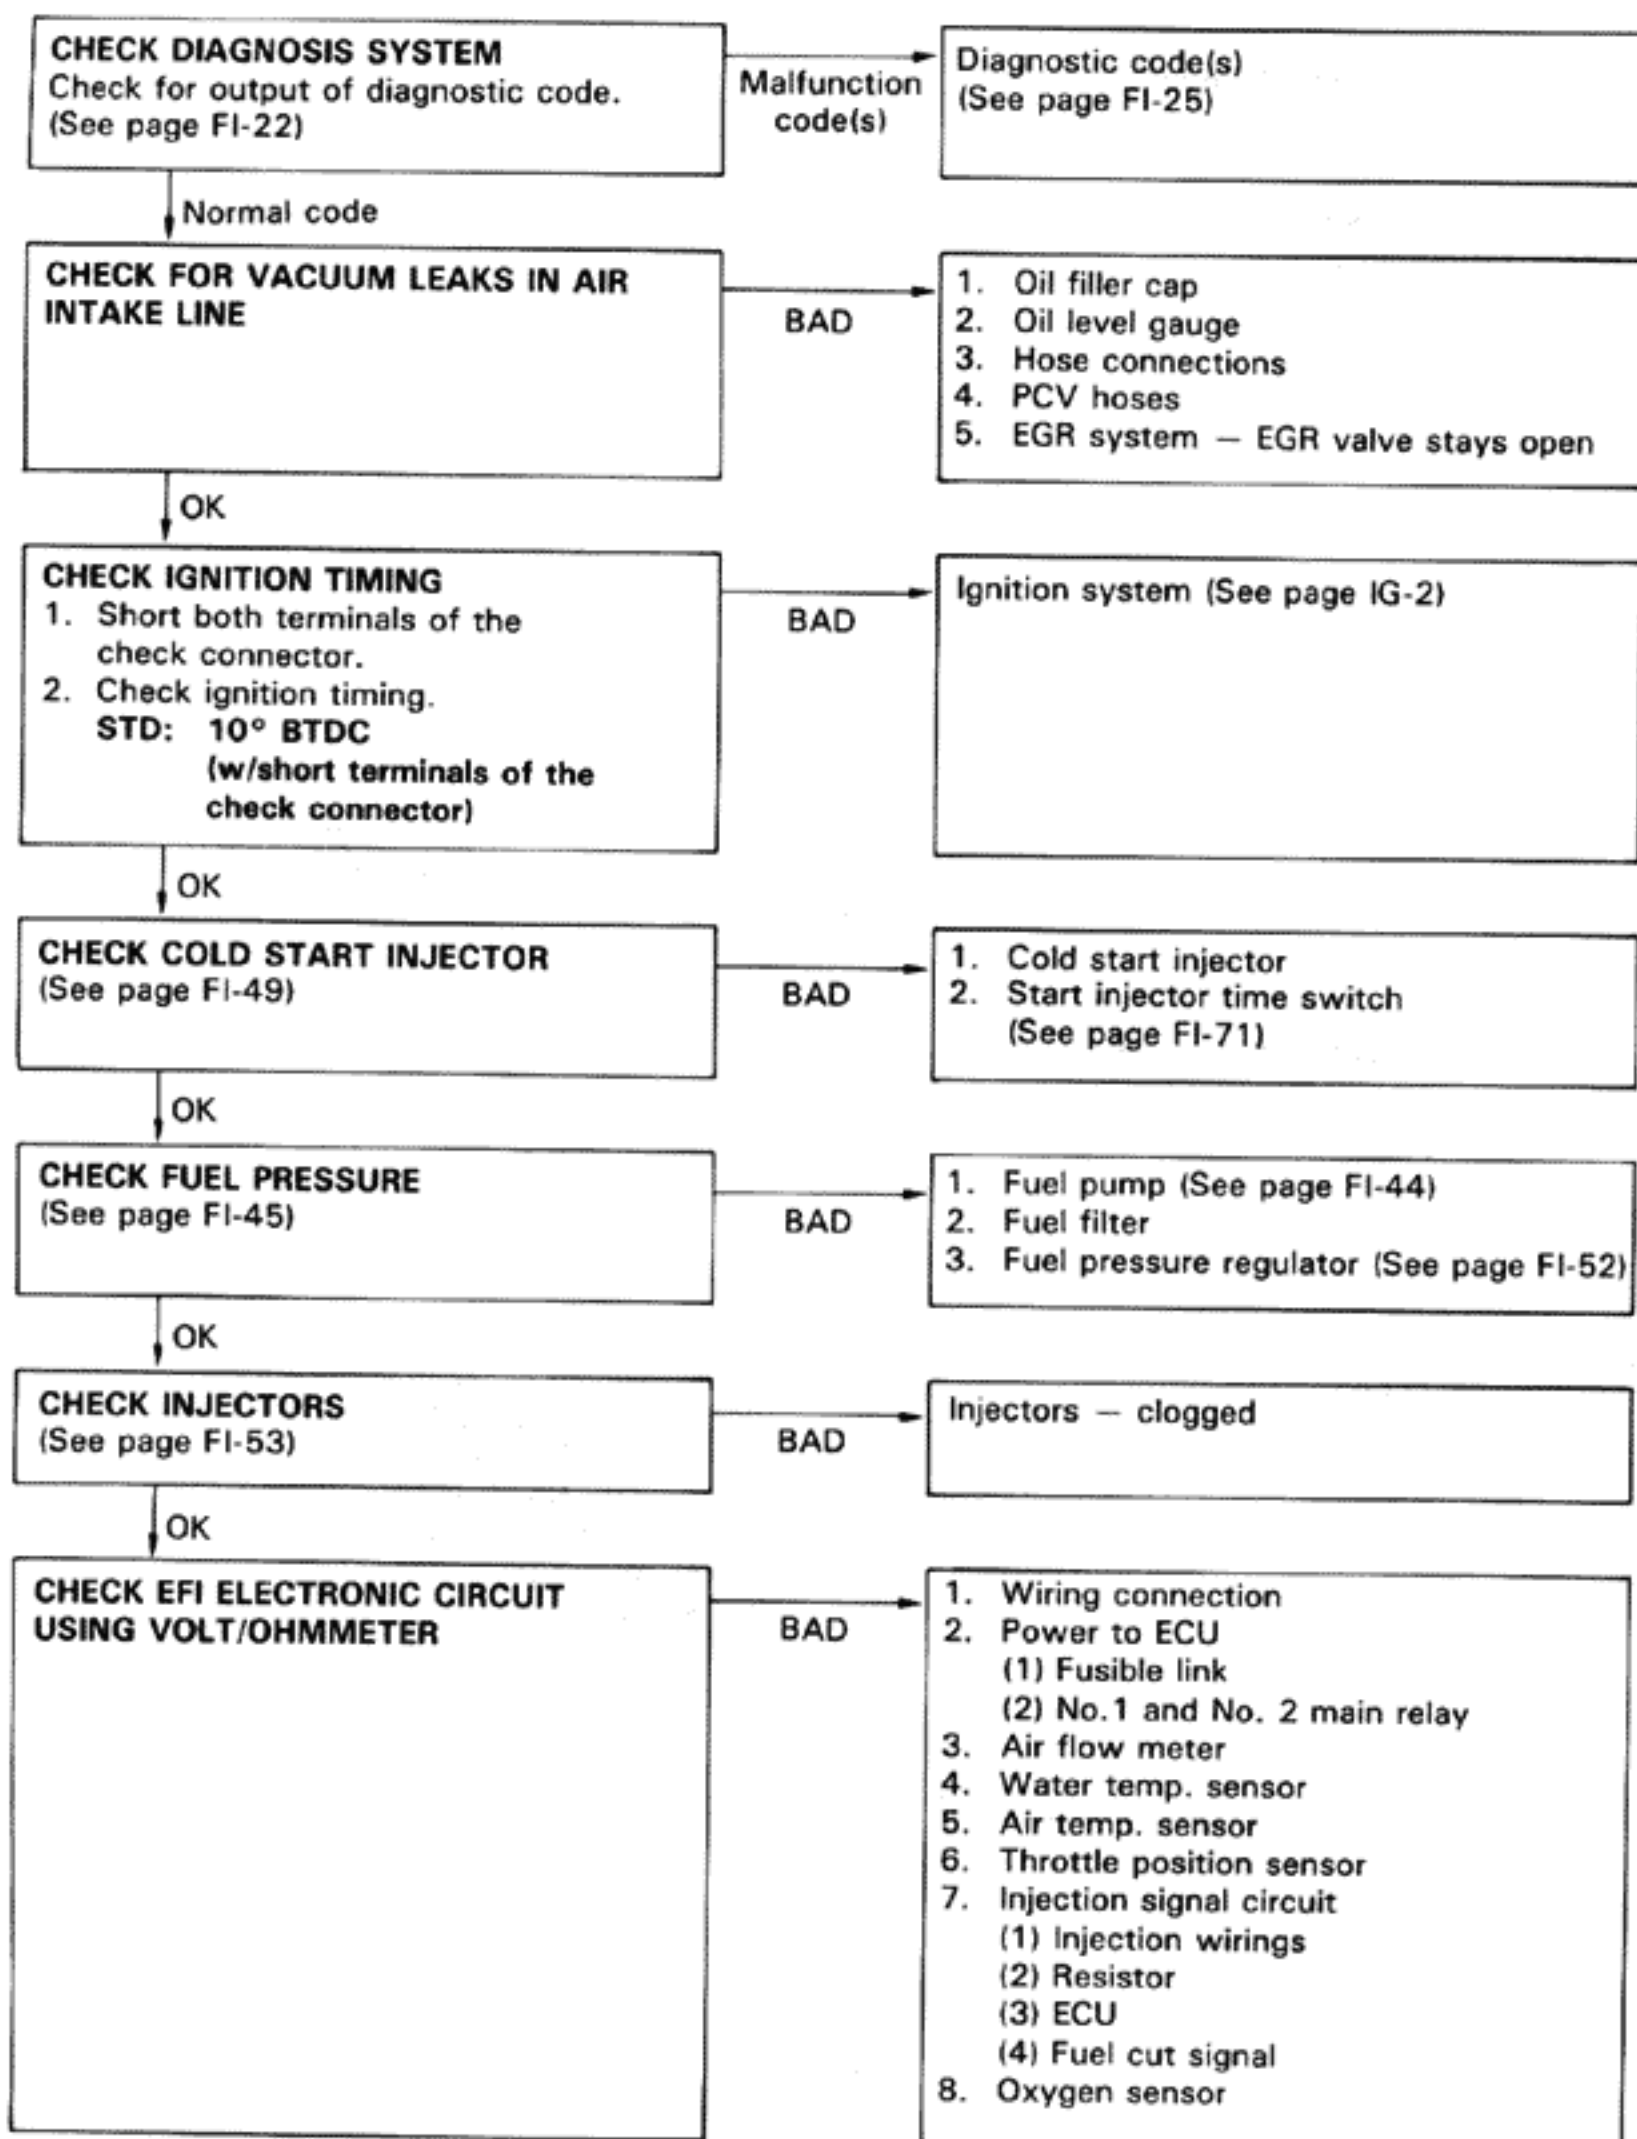 CHECK DIAGNOSIS SYSTEM
Check for output of diagnostic code.
(See page FI-22)
Malfunction
code(s)
Diagnostic code(s)
(See page FI-25)
Normal code
CHECK FOR VACUUM LEAKS IN AIR
INTAKE LINE
BAD
1. Oil filler cap
2. Oil level gauge
3. Hose connections
4. PCV hoses
5. EGR system — EGR valve stays open
OK
CHECK IGNITION TIMING
1. Short both terminals of the
check connector.
2. Check ignition timing.
STD: 10° BTDC
(w/short terminals of the
check connector)
BAD
Ignition system (See page IG-2)
OK
CHECK COLD START INJECTOR
(See page FI-49)
BAD
1. Cold start injector
2. Start injector time switch
(See page FI-71)
OK
CHECK FUEL PRESSURE
(See page FI-45)
BAD
1. Fuel pump (See page FI-44)
2. Fuel filter
3. Fuel pressure regulator (See page FI-52)
OK
CHECK INJECTORS
(See page FI-53)
BAD
Injectors — clogged
OK
CHECK EFI ELECTRONIC CIRCUIT
USING VOLT/OHMMETER
BAD
1. Wiring connection
2. Power to ECU
(1) Fusible link
(2) No.1 and No. 2 main relay
3. Air flow meter
4. Water temp. sensor
5. Air temp. sensor
6. Throttle position sensor
7. Injection signal circuit
(1) Injection wirings
(2) Resistor
(3) ECU
(4) Fuel cut signal
8. Oxygen sensor